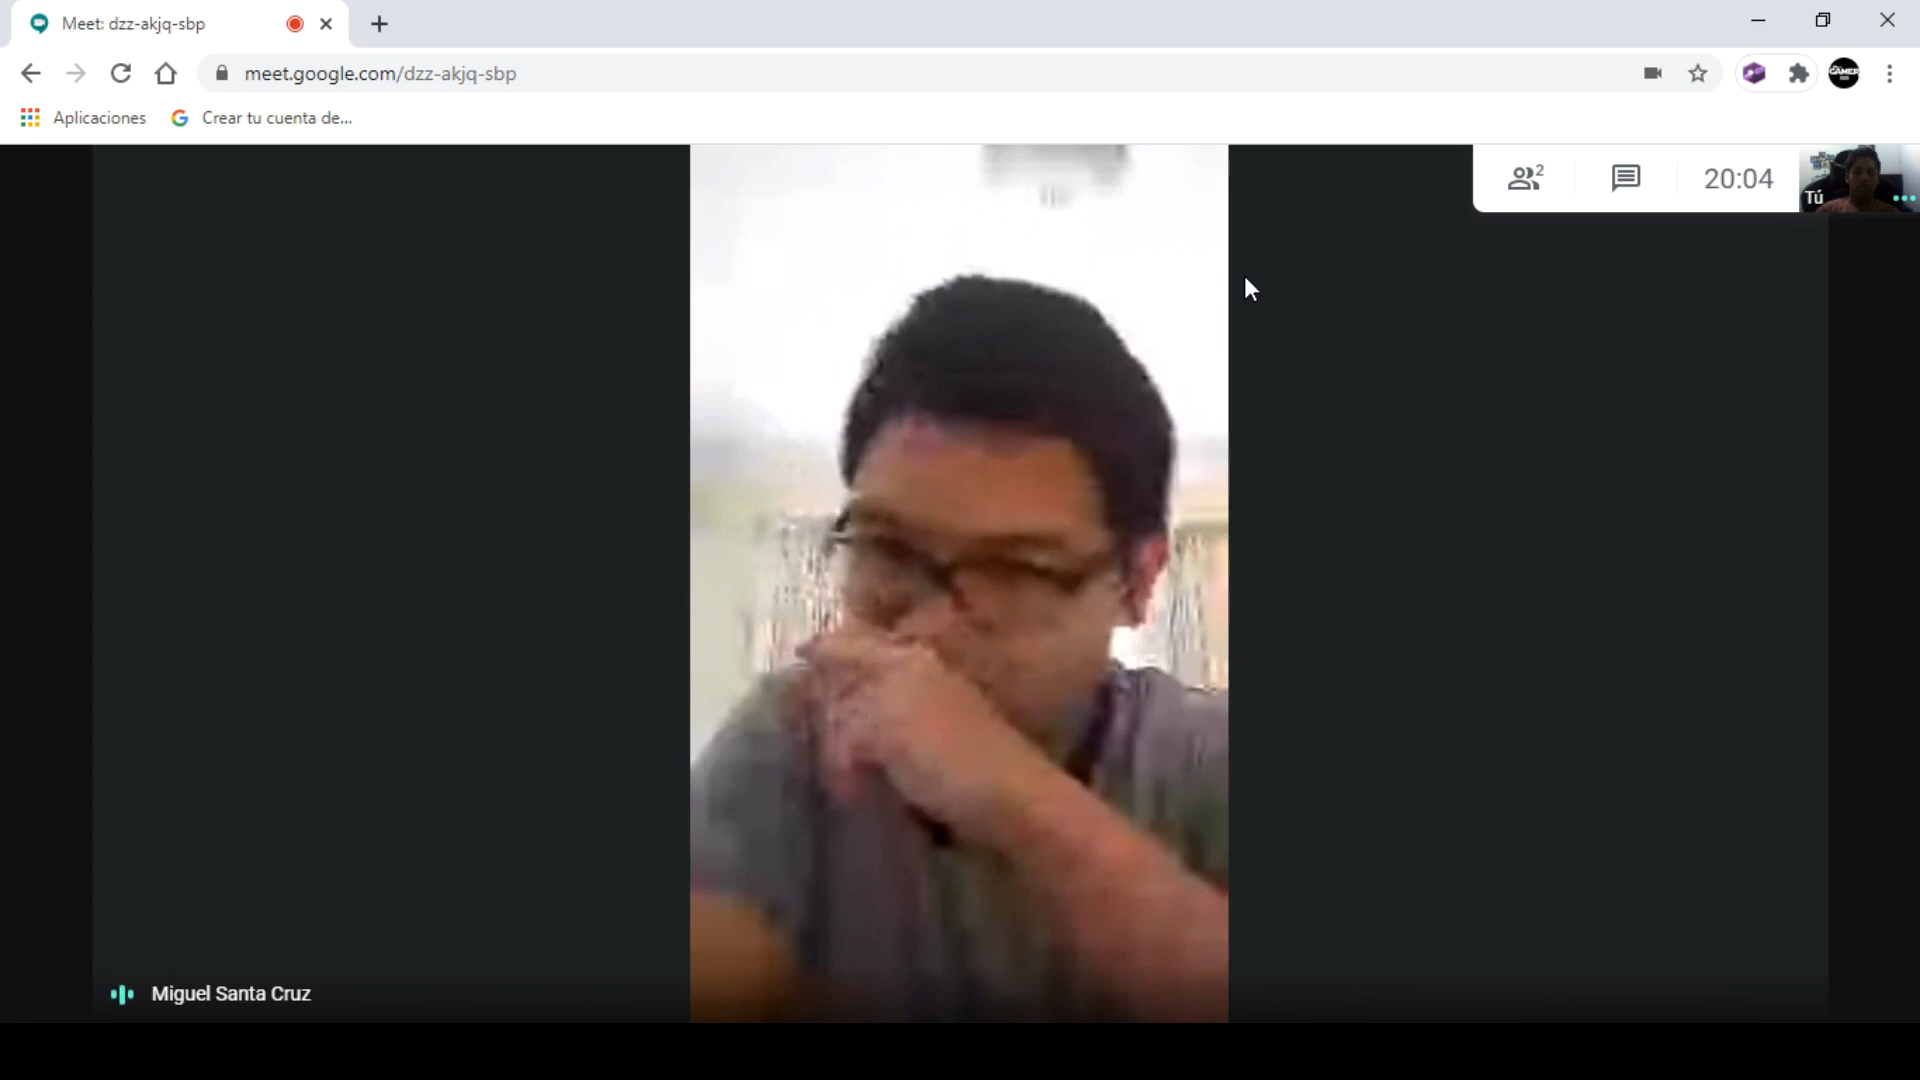 Meet: dzz-akjq-sbp
meet.google.com/dzz-akjq-sbp
GAMER
Aplicaciones
Crear tu cuenta de...
2
20:04
Tú
Miguel Santa Cruz